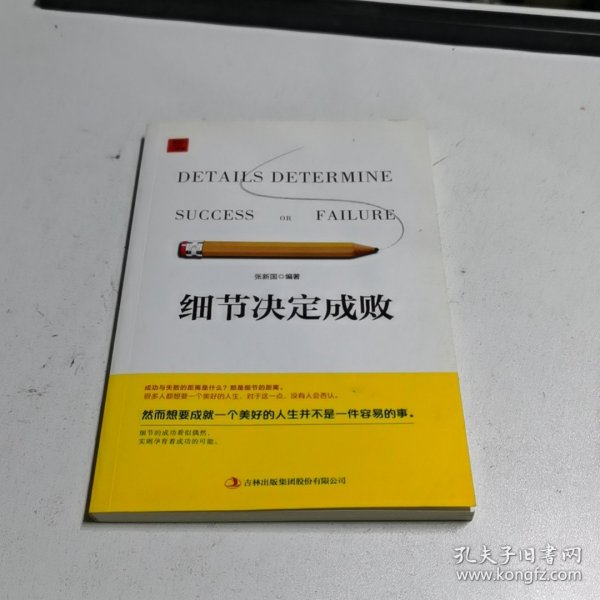 DETAILS DETERMINE
SUCCESS OR FAILURE
张新国◎编著
细节决定成败
成功与失败的距离是什么？那是细节的距离。
很多人都想要一个美好的人生，对于这一点，没有人会否认。
然而想要成就一个美好的人生并不是一件容易的事。
细节的成功看似偶然，
实则孕育着成功的可能。
吉林出版集团股份有限公司
孔夫子旧书网
www.kongfz.com